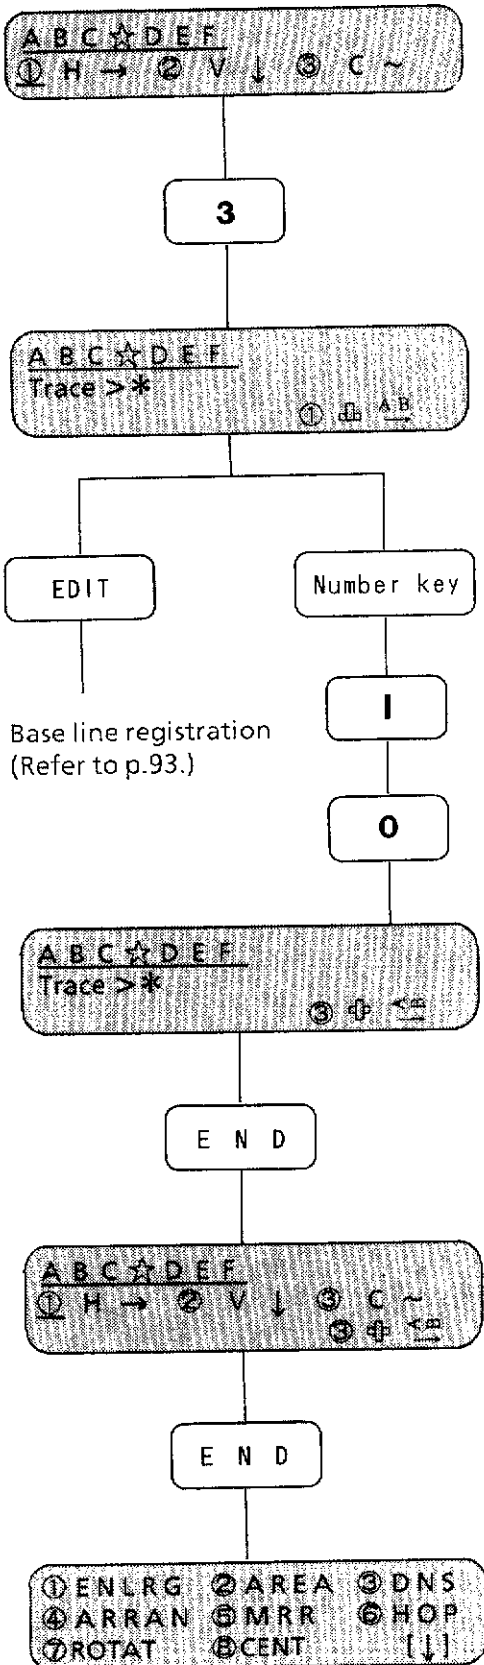 A B C ☆ D E F
① H → ② V ↓ ③ C ~
3
A B C ☆ D E F
Trace > *
① A B →
EDIT
Number key
Base line registration
(Refer to p.93.)
1
0
A B C ☆ D E F
Trace > *
③ A B →
E N D
A B C ☆ D E F
① H → ② V ↓ ③ C ~
③ A B →
E N D
① ENLRG ② AREA ③ DNS
④ ARRAN ⑤ MRR ⑥ HOP
⑦ ROTAT ⑧ CENT [↓]